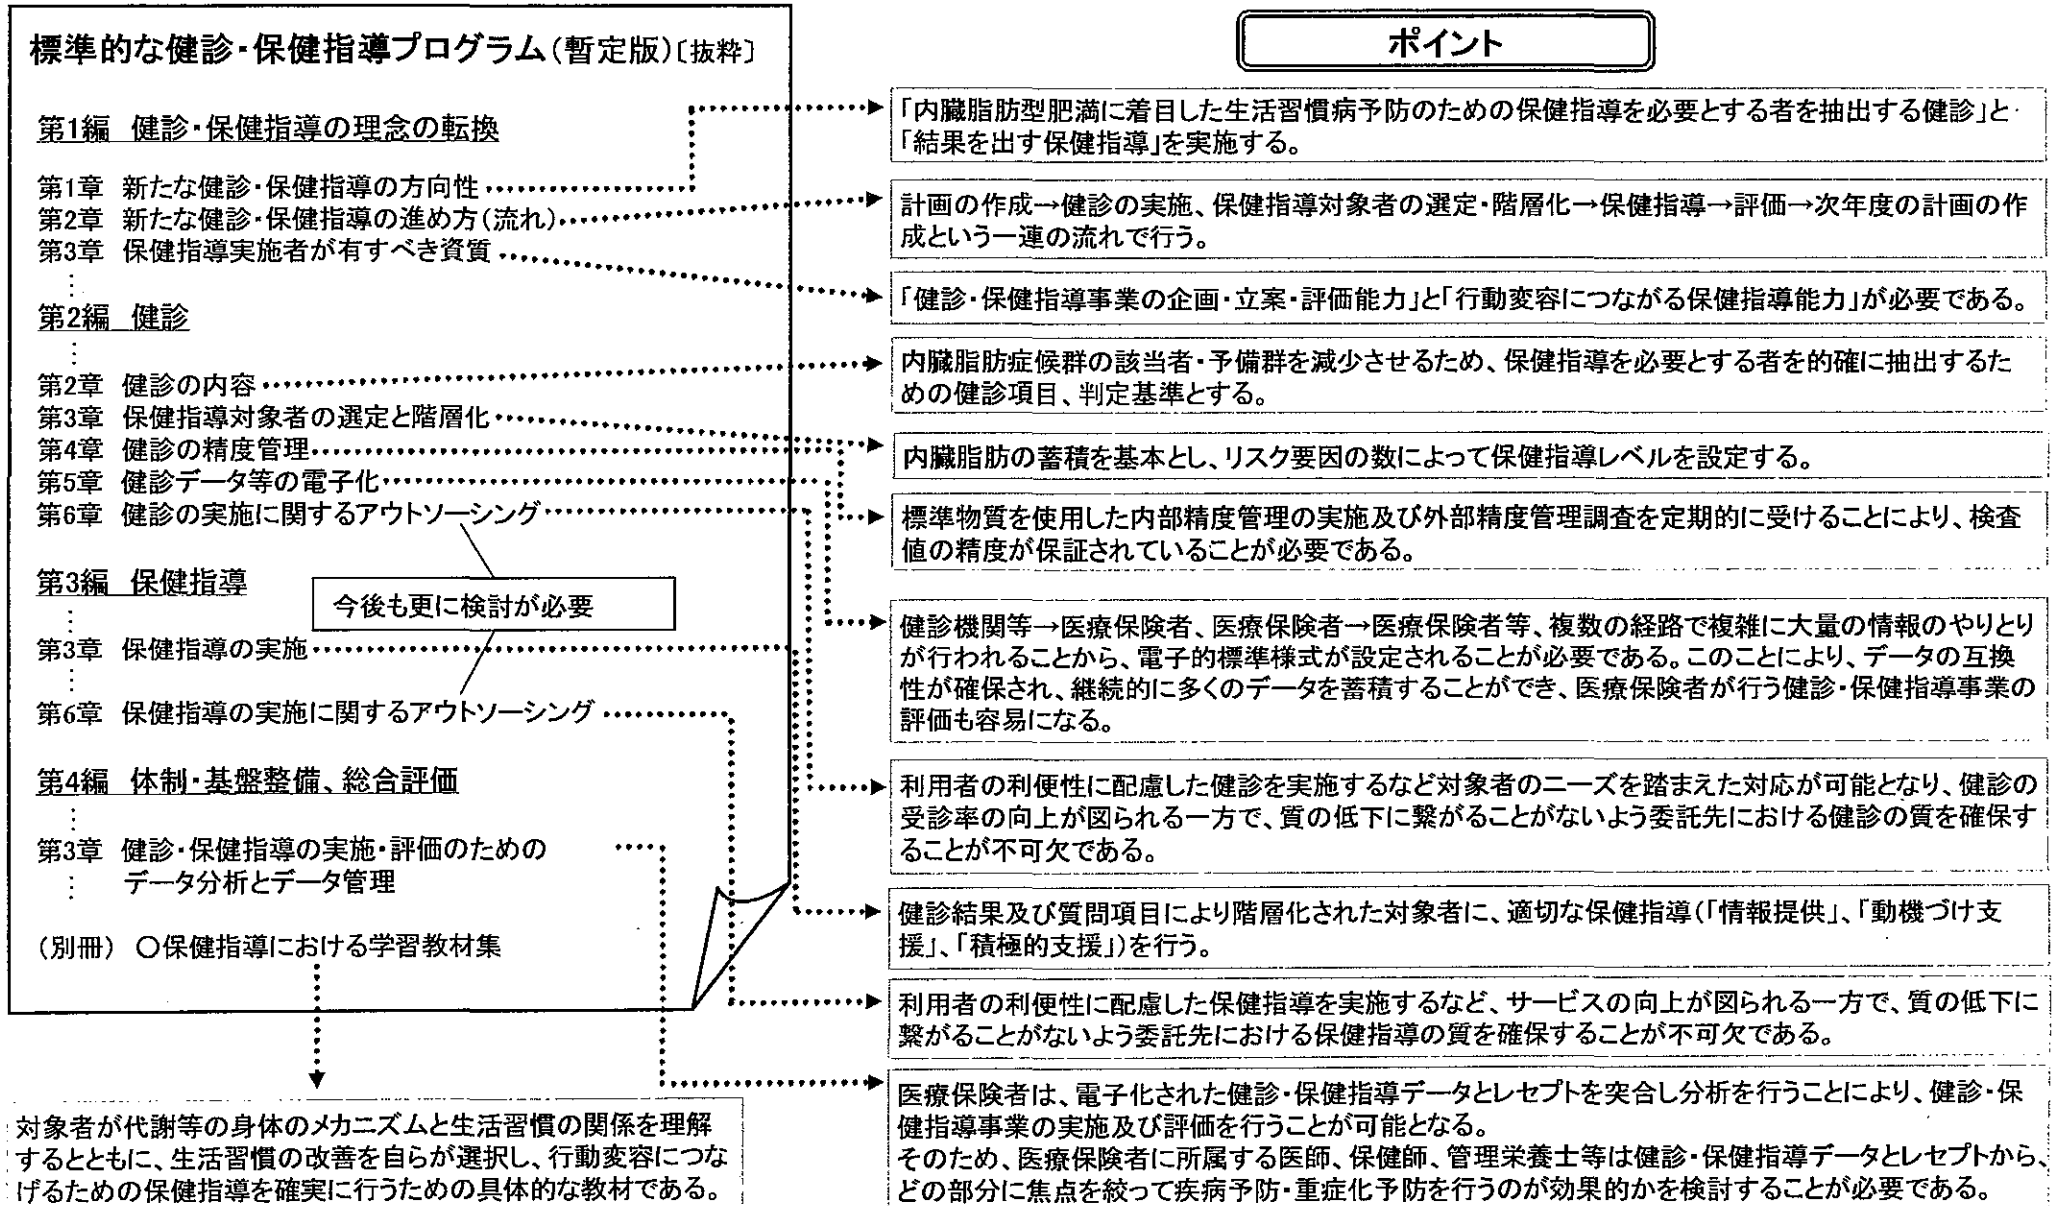 標準的な健診・保健指導プログラム(暫定版)〔抜粋〕
第1編 健診・保健指導の理念の転換
第1章 新たな健診・保健指導の方向性
第2章 新たな健診・保健指導の進め方(流れ)
第3章 保健指導実施者が有すべき資質
第2編 健診
第2章 健診の内容
第3章 保健指導対象者の選定と階層化
第4章 健診の精度管理
第5章 健診データ等の電子化
第6章 健診の実施に関するアウトソーシング
第3編 保健指導
今後も更に検討が必要
第3章 保健指導の実施
第6章 保健指導の実施に関するアウトソーシング
第4編 体制・基盤整備、総合評価
第3章 健診・保健指導の実施・評価のための
データ分析とデータ管理
(別冊) 〇保健指導における学習教材集
対象者が代謝等の身体のメカニズムと生活習慣の関係を理解
するとともに、生活習慣の改善を自らが選択し、行動変容につな
げるための保健指導を確実に行うための具体的な教材である。
ポイント
「内臓脂肪型肥満に着目した生活習慣病予防のための保健指導を必要とする者を抽出する健診」と
「結果を出す保健指導」を実施する。
計画の作成→健診の実施、保健指導対象者の選定・階層化→保健指導→評価→次年度の計画の作
成という一連の流れで行う。
「健診・保健指導事業の企画・立案・評価能力」と「行動変容につながる保健指導能力」が必要である。
内臓脂肪症候群の該当者・予備群を減少させるため、保健指導を必要とする者を的確に抽出するた
めの健診項目、判定基準とする。
内臓脂肪の蓄積を基本とし、リスク要因の数によって保健指導レベルを設定する。
標準物質を使用した内部精度管理の実施及び外部精度管理調査を定期的に受けることにより、検査
値の精度が保証されていることが必要である。
健診機関等→医療保険者、医療保険者→医療保険者等、複数の経路で複雑に大量の情報のやりとり
が行われることから、電子的標準様式が設定されることが必要である。このことにより、データの互換
性が確保され、継続的に多くのデータを蓄積することができ、医療保険者が行う健診・保健指導事業の
評価も容易になる。
利用者の利便性に配慮した健診を実施するなど対象者のニーズを踏まえた対応が可能となり、健診の
受診率の向上が図られる一方で、質の低下に繋がることがないよう委託先における健診の質を確保す
ることが不可欠である。
健診結果及び質問項目により階層化された対象者に、適切な保健指導(「情報提供」、「動機づけ支
援」、「積極的支援」)を行う。
利用者の利便性に配慮した保健指導を実施するなど、サービスの向上が図られる一方で、質の低下に
繋がることがないよう委託先における保健指導の質を確保することが不可欠である。
医療保険者は、電子化された健診・保健指導データとレセプトを突合し分析を行うことにより、健診・保
健指導事業の実施及び評価を行うことが可能となる。
そのため、医療保険者に所属する医師、保健師、管理栄養士等は健診・保健指導データとレセプトから、
どの部分に焦点を絞って疾病予防・重症化予防を行うのが効果的かを検討することが必要である。